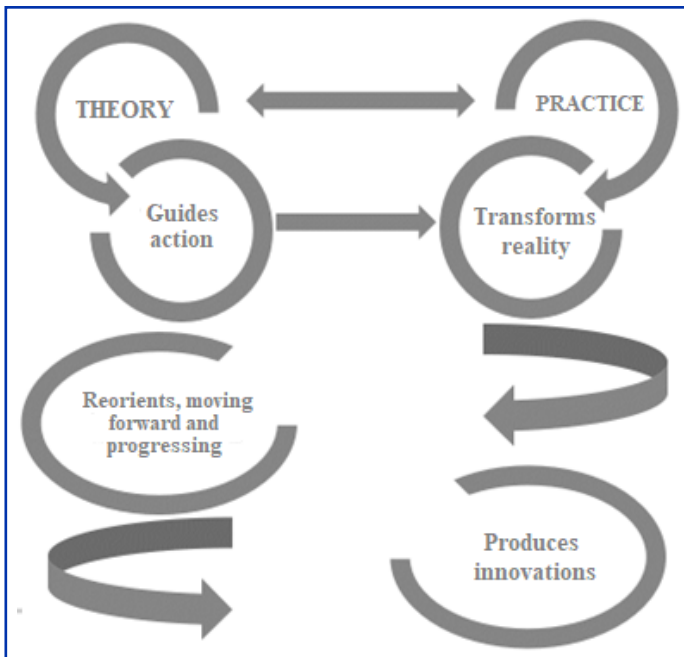 THEORY
PRACTICE
Guides
action
Transforms
reality
Reorients, moving
forward and
progressing
Produces
innovations